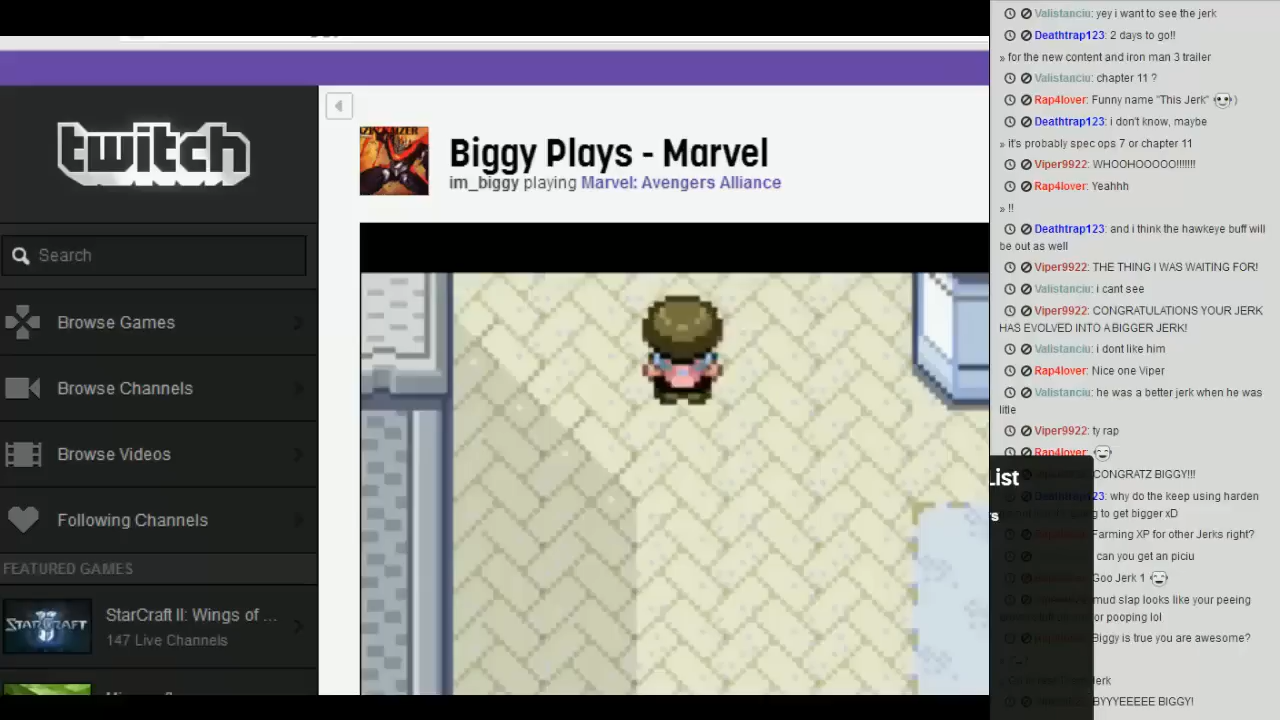 twitch
Search
Browse Games
Browse Channels
Browse Videos
Following Channels
FEATURED GAMES
StarCraft II: Wings of ...
147 Live Channels
STARCRAFT
Biggy Plays - Marvel
im_biggy playing Marvel: Avengers Alliance
Valistanciu: yey i want to see the jerk
Deathtrap123: 2 days to go!!
» for the new content and iron man 3 trailer
Valistanciu: chapter 11 ?
Rap4lover: Funny name "This Jerk" )
Deathtrap123: i don't know, maybe
» it's probably spec ops 7 or chapter 11
Viper9922: WHOOHOOOOO!!!!!!!
Rap4lover: Yeahhh
» !!
Deathtrap123: and i think the hawkeye buff will
be out as well
Viper9922: THE THING I WAS WAITING FOR!
Valistanciu: i cant see
Viper9922: CONGRATULATIONS YOUR JERK
HAS EVOLVED INTO A BIGGER JERK!
Valistanciu: i dont like him
Rap4lover: Nice one Viper
Valistanciu: he was a better jerk when he was
litle
Viper9922: ty rap
Rap4lover:
List
CONGRATZ BIGGY!!!
Deathtrap123: why do the keep using harden
to get bigger xD
Farming XP for other Jerks right?
can you get an piciu
Goo Jerk 1
mud slap looks like your peeing
or pooping lol
Biggy is true you are awesome?
BYYYEEEEE BIGGY!